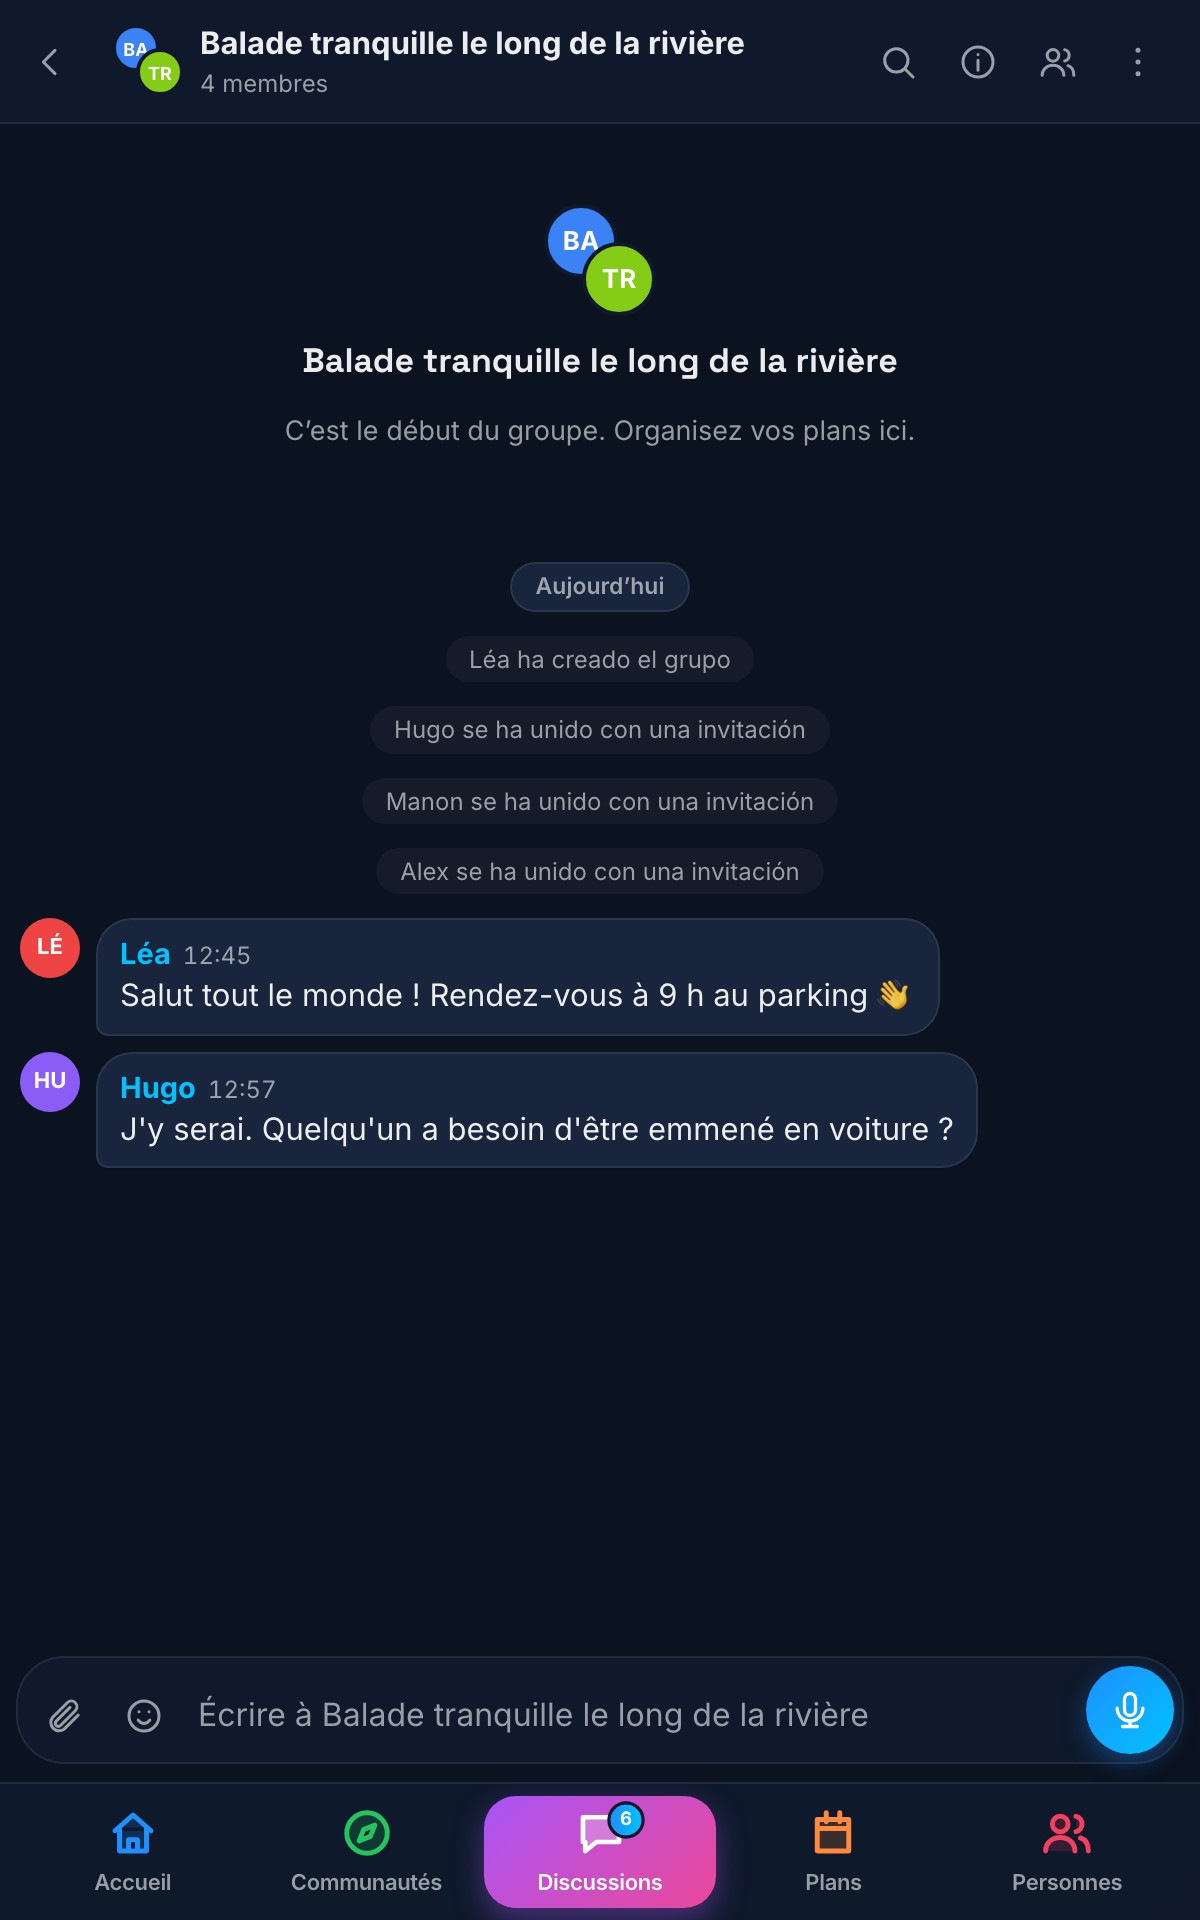 BA
TR
Balade tranquille le long de la rivière
4 membres
BA
TR
Balade tranquille le long de la rivière
C’est le début du groupe. Organisez vos plans ici.
Aujourd’hui
Léa ha creado el grupo
Hugo se ha unido con una invitación
Manon se ha unido con una invitación
Alex se ha unido con una invitación
LÉ
Léa 12:45
Salut tout le monde ! Rendez-vous à 9 h au parking 👋
HU
Hugo 12:57
J'y serai. Quelqu'un a besoin d'être emmené en voiture ?
Écrire à Balade tranquille le long de la rivière
6
Accueil
Communautés
Discussions
Plans
Personnes